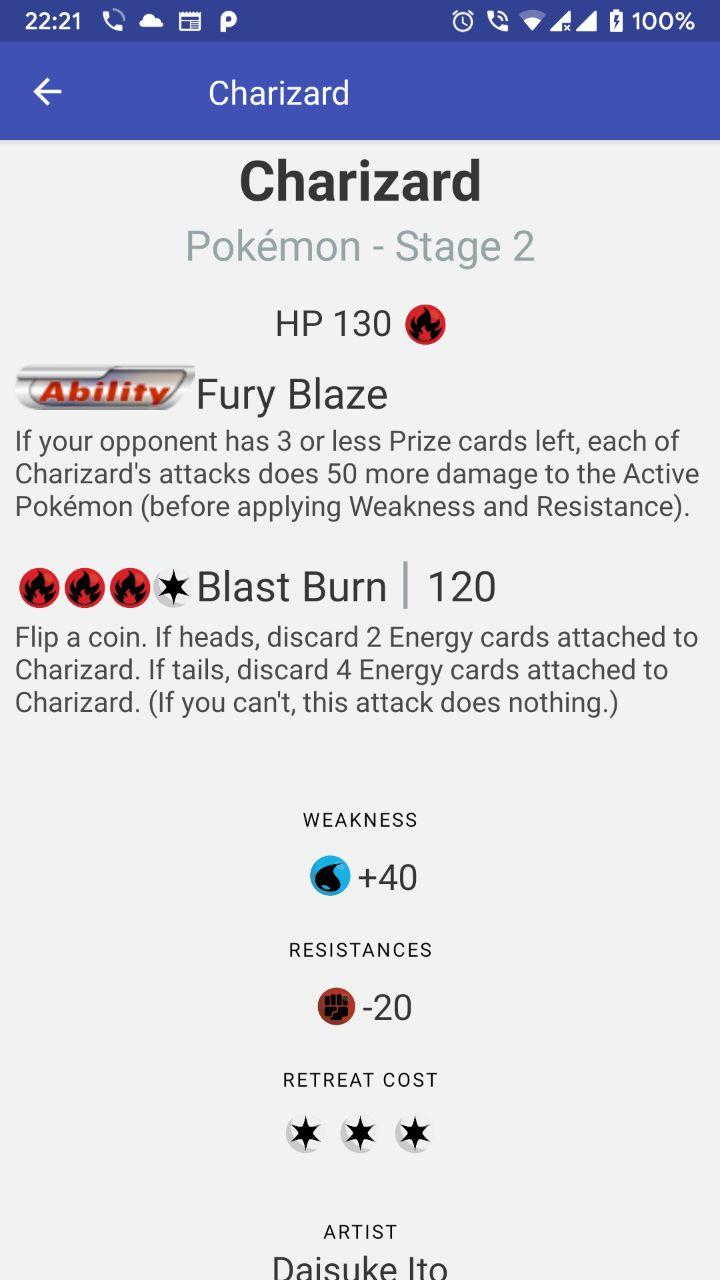 22:21 100%
Charizard
Charizard
Pokémon - Stage 2
HP 130
Ability Fury Blaze
If your opponent has 3 or less Prize cards left, each of
Charizard's attacks does 50 more damage to the Active
Pokémon (before applying Weakness and Resistance).
Blast Burn | 120
Flip a coin. If heads, discard 2 Energy cards attached to
Charizard. If tails, discard 4 Energy cards attached to
Charizard. (If you can't, this attack does nothing.)
WEAKNESS
+40
RESISTANCES
-20
RETREAT COST
ARTIST
Daisuke Ito